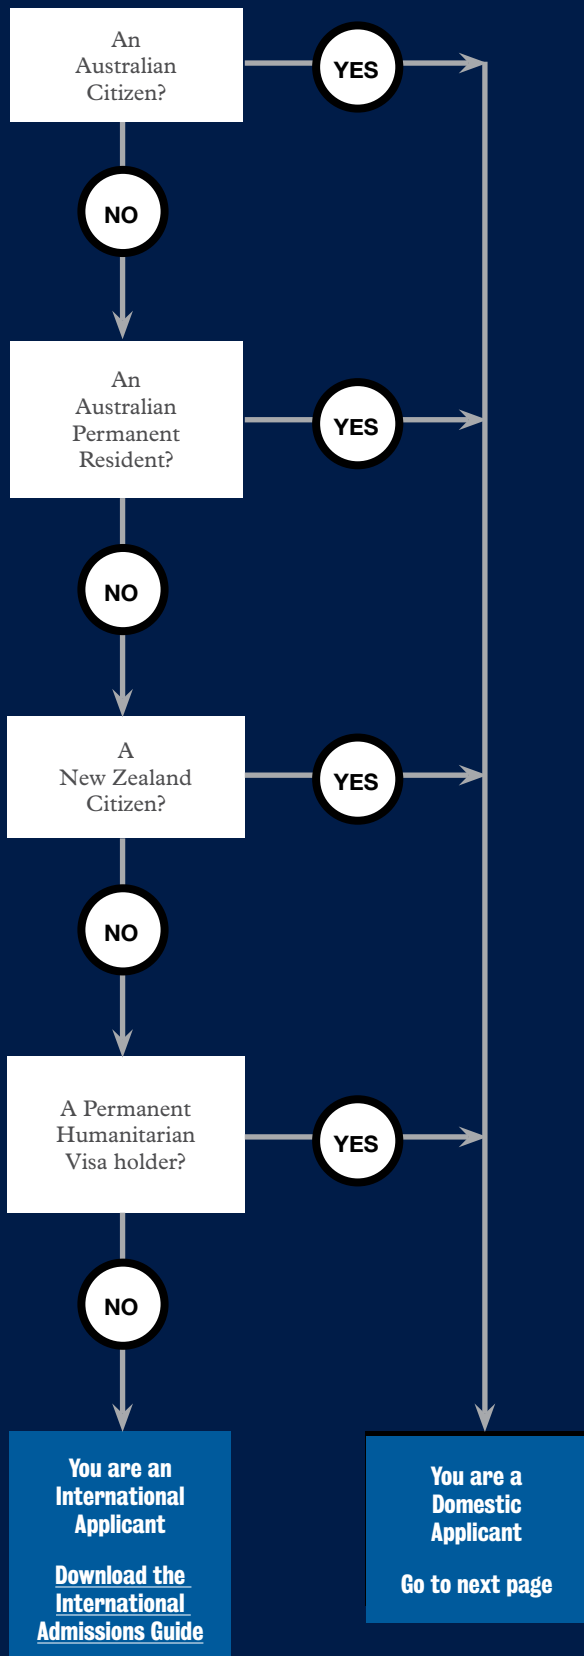 An
Australian
Citizen?
YES
NO
An
Australian
Permanent
Resident?
YES
NO
A
New Zealand
Citizen?
YES
NO
A Permanent
Humanitarian
Visa holder?
YES
NO
You are an
International
Applicant
Download the
International
Admissions Guide
You are a
Domestic
Applicant
Go to next page